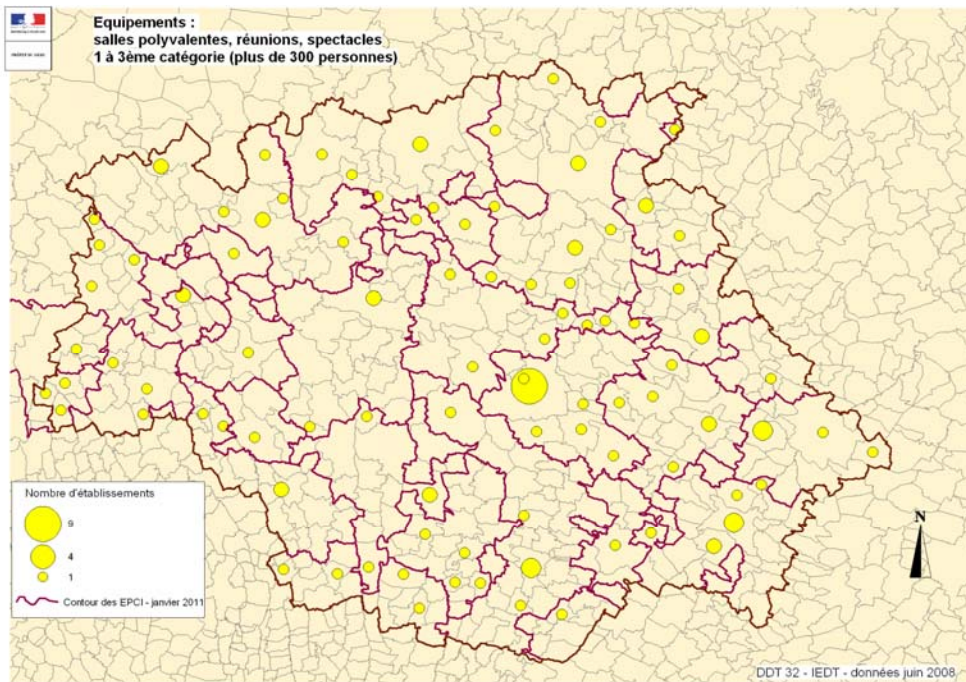 Equipements :
salles polyvalentes, réunions, spectacles
1 à 3ème catégorie (plus de 300 personnes)
Nombre d'établissements
9
4
1
Contour des EPCI - janvier 2011
N
DDT 32 - IEDT - données juin 2008